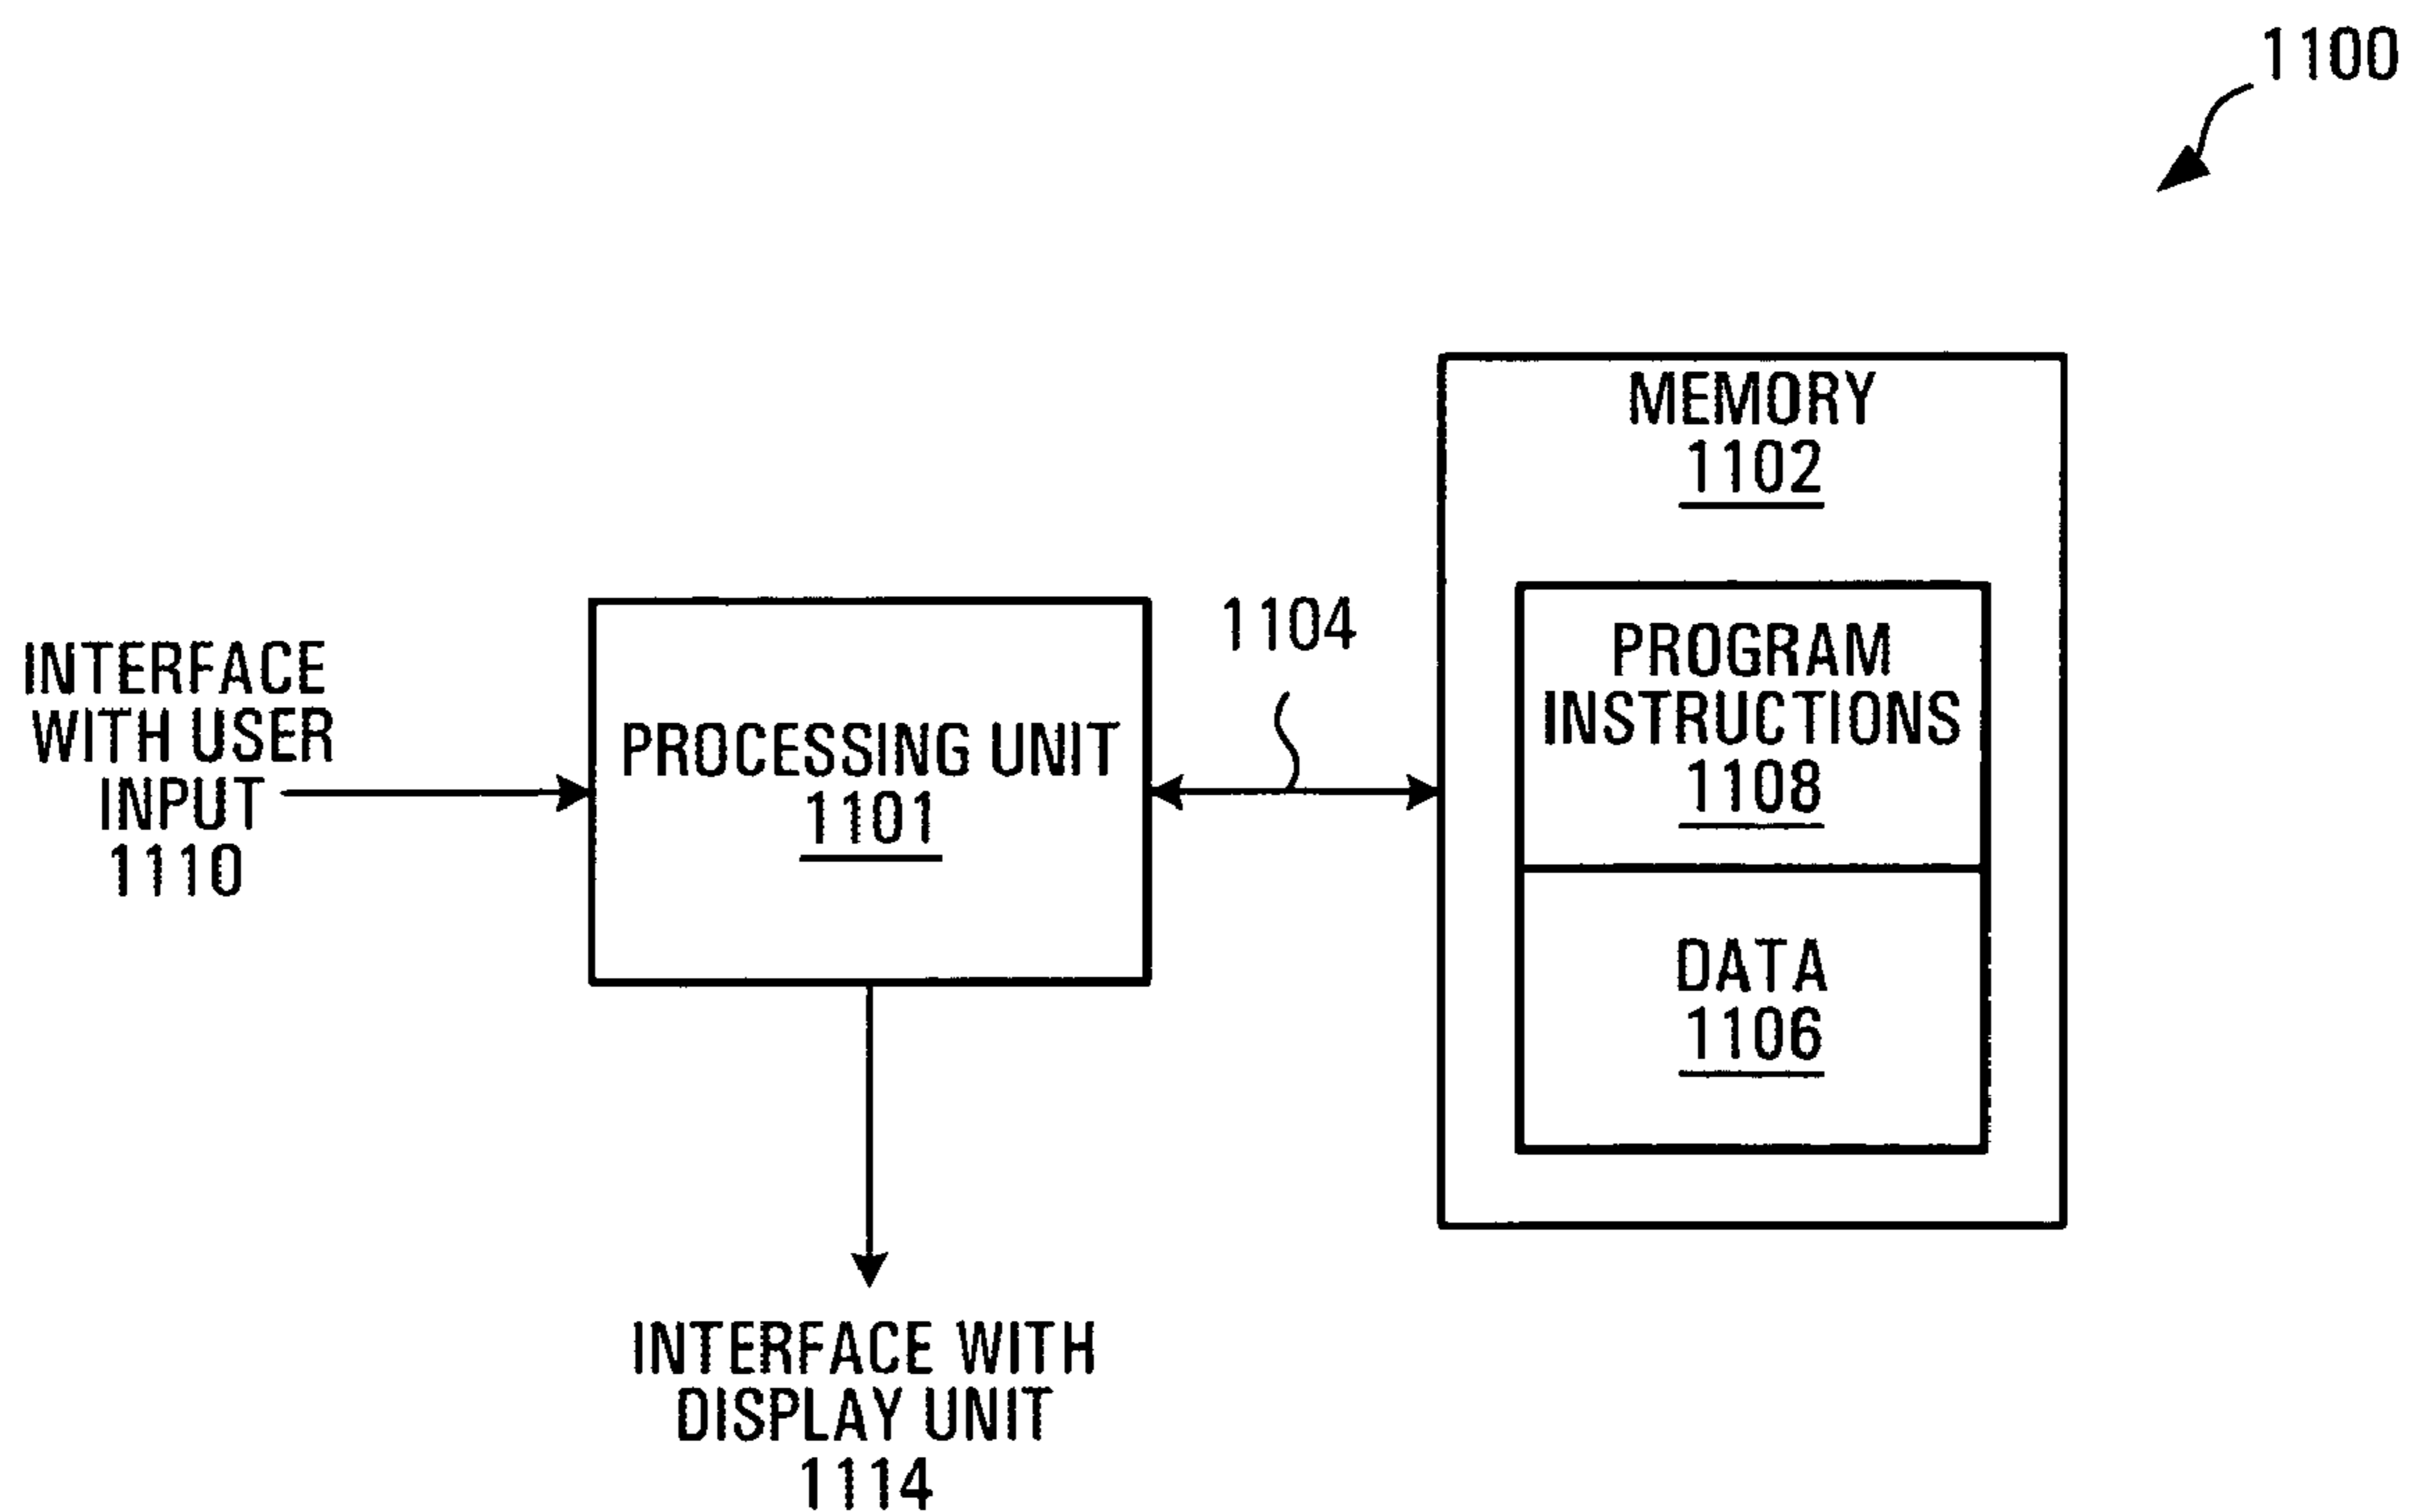 1100
MEMORY
1102
PROGRAM
INSTRUCTIONS
1108
DATA
1106
1104
PROCESSING UNIT
1101
INTERFACE
WITH USER
INPUT
1110
INTERFACE WITH
DISPLAY UNIT
1114